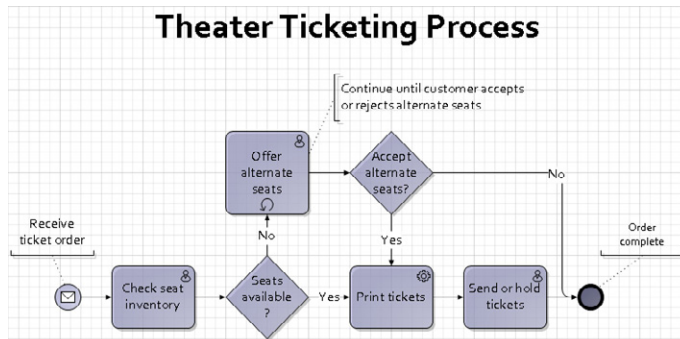 Theater Ticketing Process
Continue until customer accepts
or rejects alternate seats
Offer
alternate
seats
Accept
alternate
seats?
No
Receive
ticket order
No
Yes
Order
complete
Check seat
inventory
Seats
available
?
Yes
Print tickets
Send or hold
tickets